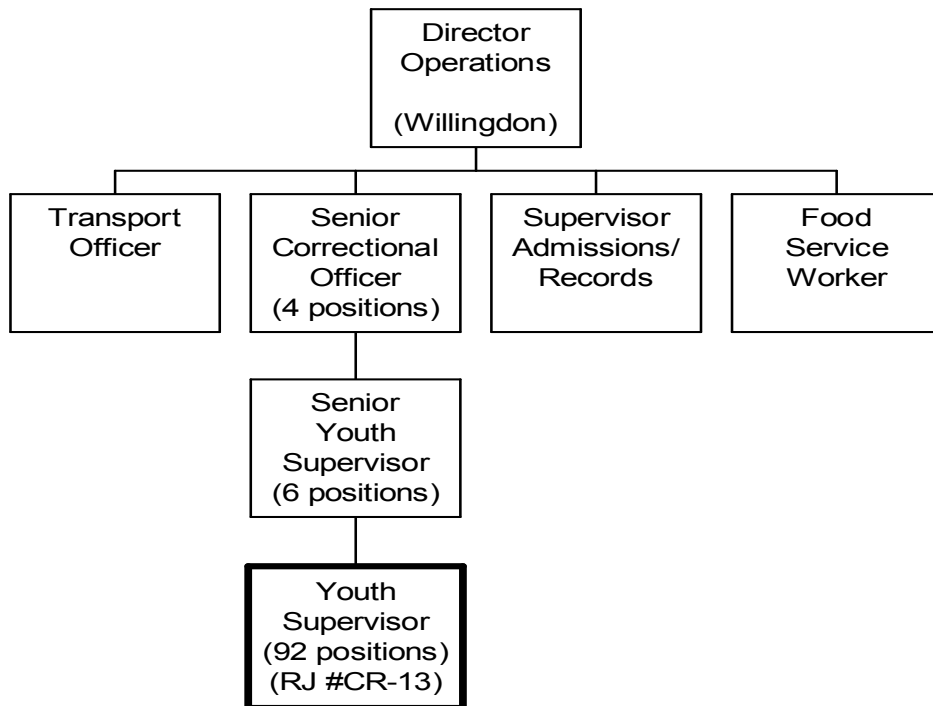 Director
Operations
(Willingdon)
Transport
Officer
Senior
Correctional
Officer
(4 positions)
Supervisor
Admissions/
Records
Food
Service
Worker
Senior
Youth
Supervisor
(6 positions)
Youth
Supervisor
(92 positions)
(RJ #CR-13)